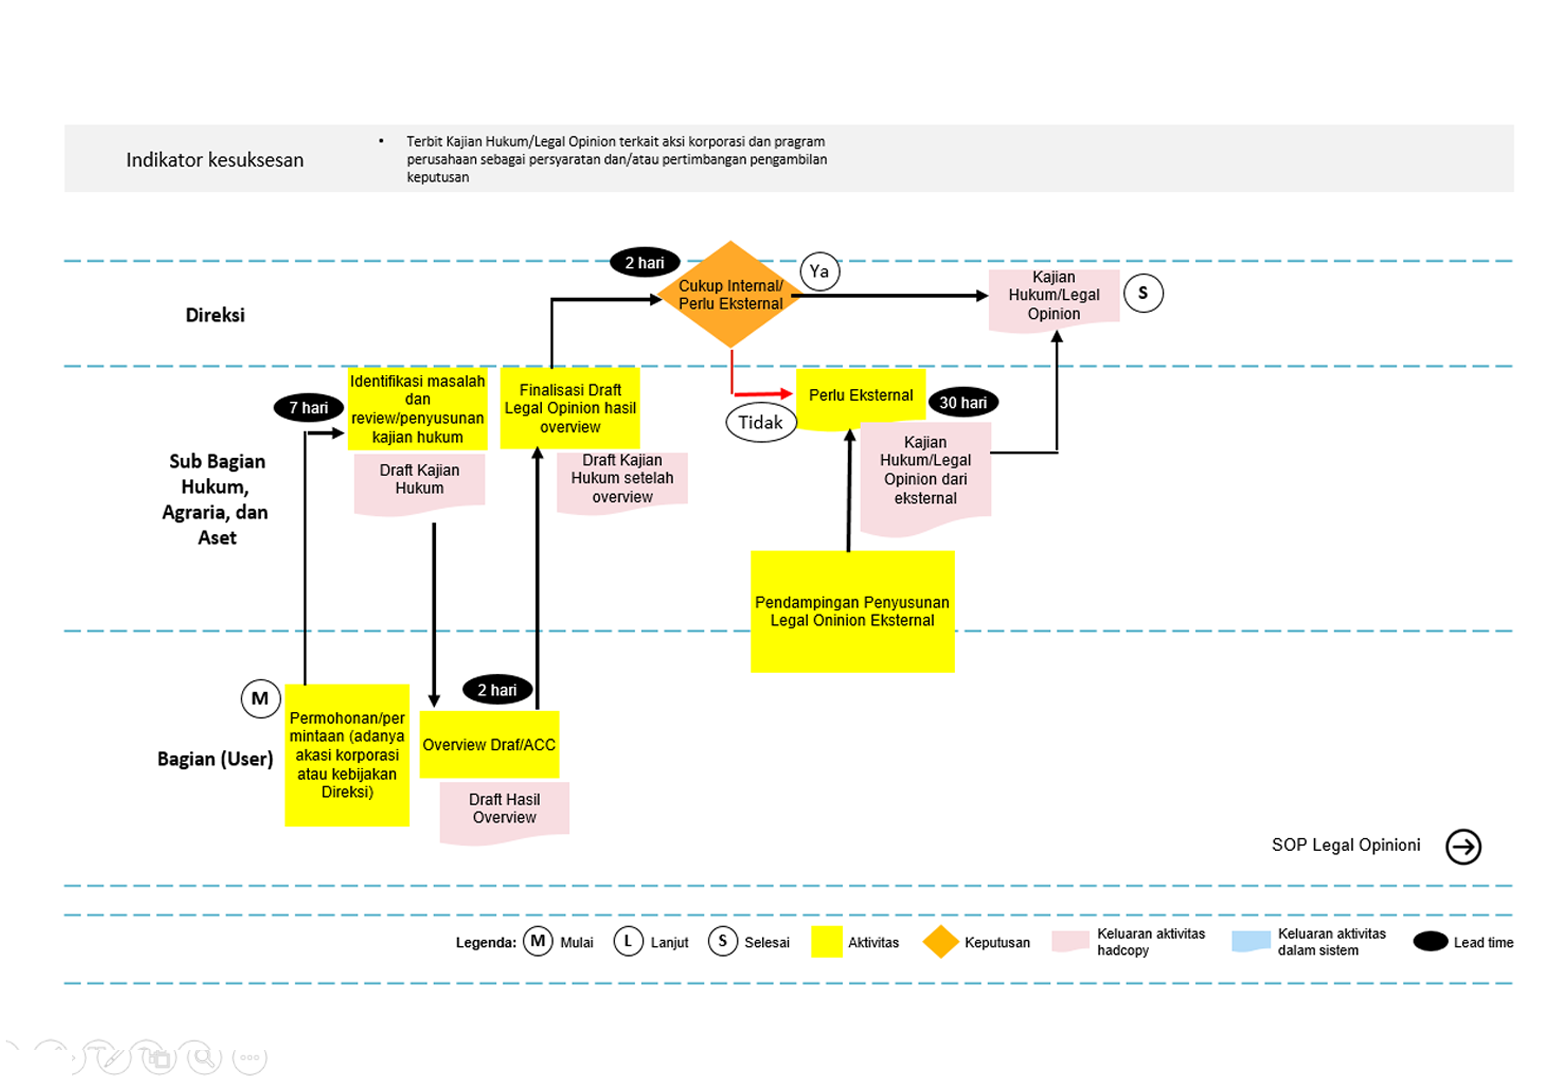 Indikator kesuksesan
• Terbit Kajian Hukum/Legal Opinion terkait aksi korporasi dan pragram
perusahaan sebagai persyaratan dan/atau pertimbangan pengambilan
keputusan
2 hari
Cukup Internal/
Perlu Eksternal
Ya
Kajian
Hukum/Legal
Opinion
S
Direksi
7 hari
Identifikasi masalah
dan
review/penyusunan
kajian hukum
Draft Kajian
Hukum
Finalisasi Draft
Legal Opinion hasil
overview
Draft Kajian
Hukum setelah
overview
Tidak
Perlu Eksternal
30 hari
Kajian
Hukum/Legal
Opinion dari
eksternal
Sub Bagian
Hukum,
Agraria, dan
Aset
Pendampingan Penyusunan
Legal Oninion Eksternal
M
Permohonan/per
mintaan (adanya
akasi korporasi
atau kebijakan
Direksi)
2 hari
Overview Draf/ACC
Draft Hasil
Overview
Bagian (User)
SOP Legal Opinioni
Legenda:
M
Mulai
L
Lanjut
S
Selesai
Aktivitas
Keputusan
Keluaran aktivitas
hadcopy
Keluaran aktivitas
dalam sistem
Lead time